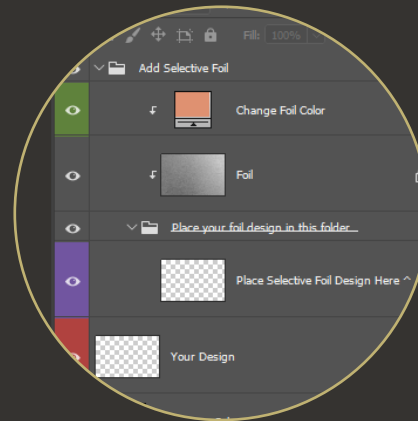 Fill: 100%
Add Selective Foil
Change Foil Color
Foil
Place your foil design in this folder
Place Selective Foil Design Here ^
Your Design